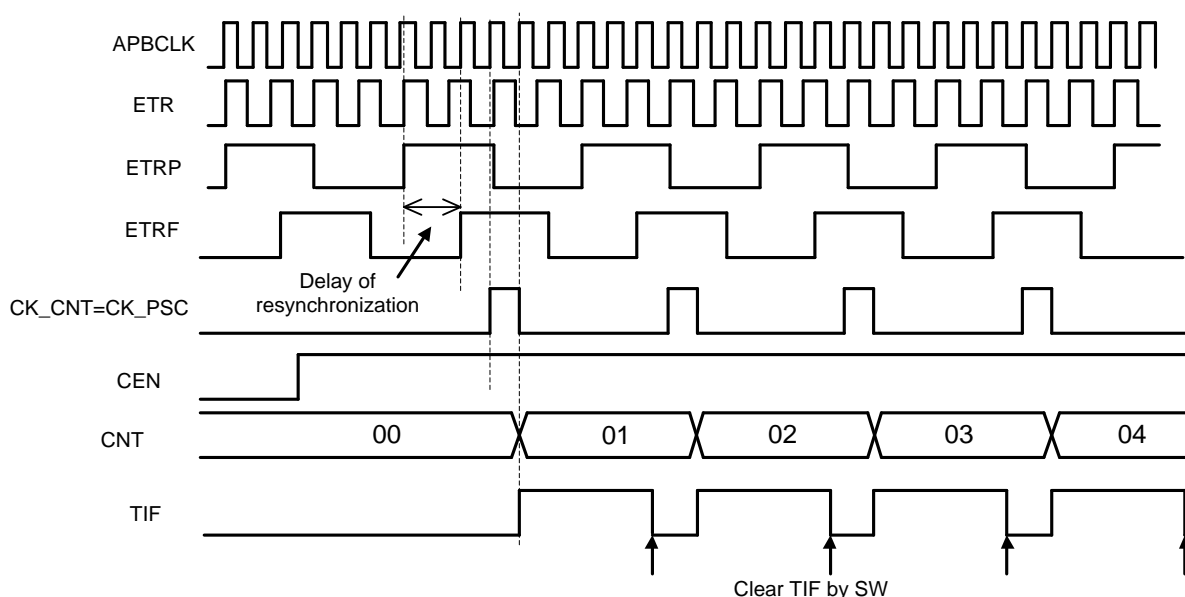 APBCLK
ETR
ETRP
ETRF
Delay of
resynchronization
CK_CNT=CK_PSC
CEN
CNT
00
01
02
03
04
TIF
Clear TIF by SW